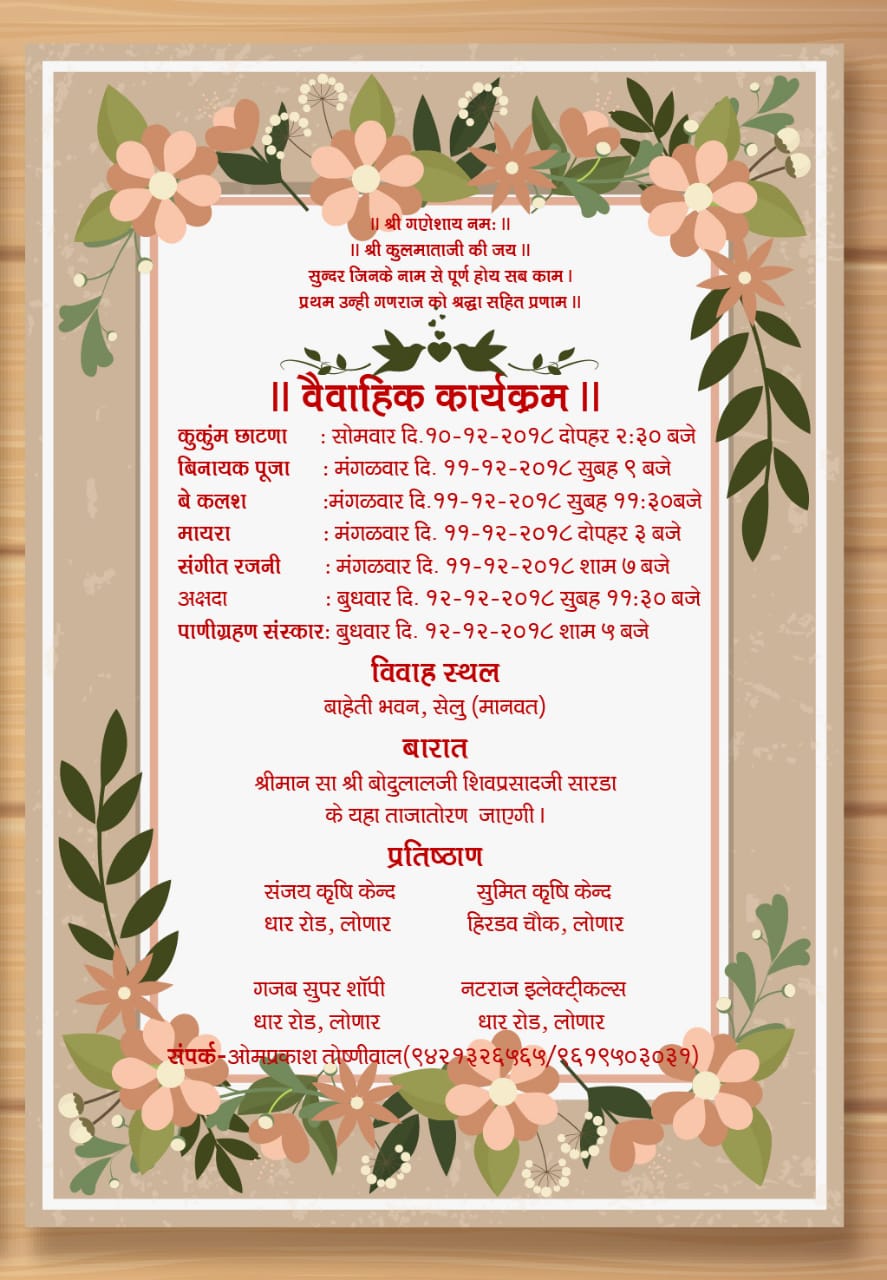 ॥ श्री गणेशाय नम: ॥
॥ श्री कुलमाताजी की जय ॥
सुन्दर जिनके नाम से पूर्ण होय सब काम ।
प्रथम उन्ही गणराज को श्रद्धा सहित प्रणाम ॥
॥ वैवाहिक कार्यक्रम ॥
कुकुंम छाटणा : सोमवार दि.१०-१२-२०१८ दोपहर २:३० बजे
बिनायक पूजा : मंगळवार दि. ११-१२-२०१८ सुबह ९ बजे
बे कलश :मंगळवार दि.११-१२-२०१८ सुबह ११:३०बजे
मायरा : मंगळवार दि. ११-१२-२०१८ दोपहर ३ बजे
संगीत रजनी : मंगळवार दि. ११-१२-२०१८ शाम ७ बजे
अक्षदा : बुधवार दि. १२-१२-२०१८ सुबह ११:३० बजे
पाणीग्रहण संस्कार: बुधवार दि. १२-१२-२०१८ शाम ५ बजे
विवाह स्थल
बाहेती भवन, सेलु (मानवत)
बारात
श्रीमान सा श्री बोदुलालजी शिवप्रसादजी सारडा
के यहा ताजातोरण जाएगी ।
प्रतिष्ठाण
संजय कृषि केन्द सुमित कृषि केन्द
धार रोड, लोणार हिरडव चौक, लोणार
गजब सुपर शॉपी नटराज इलेक्ट्रीकल्स
धार रोड, लोणार धार रोड, लोणार
संपर्क-ओमप्रकाश तोष्णीवाल(९४२१३२६५६५/९६१९५०३०३१)